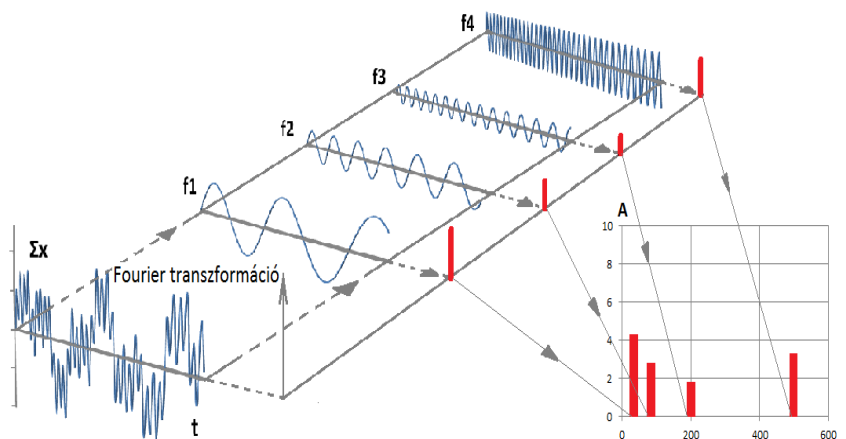 f4
f3
f2
f1
Σx
Fourier transzformáció
t
A
10
8
6
4
2
0
0 200 400 600